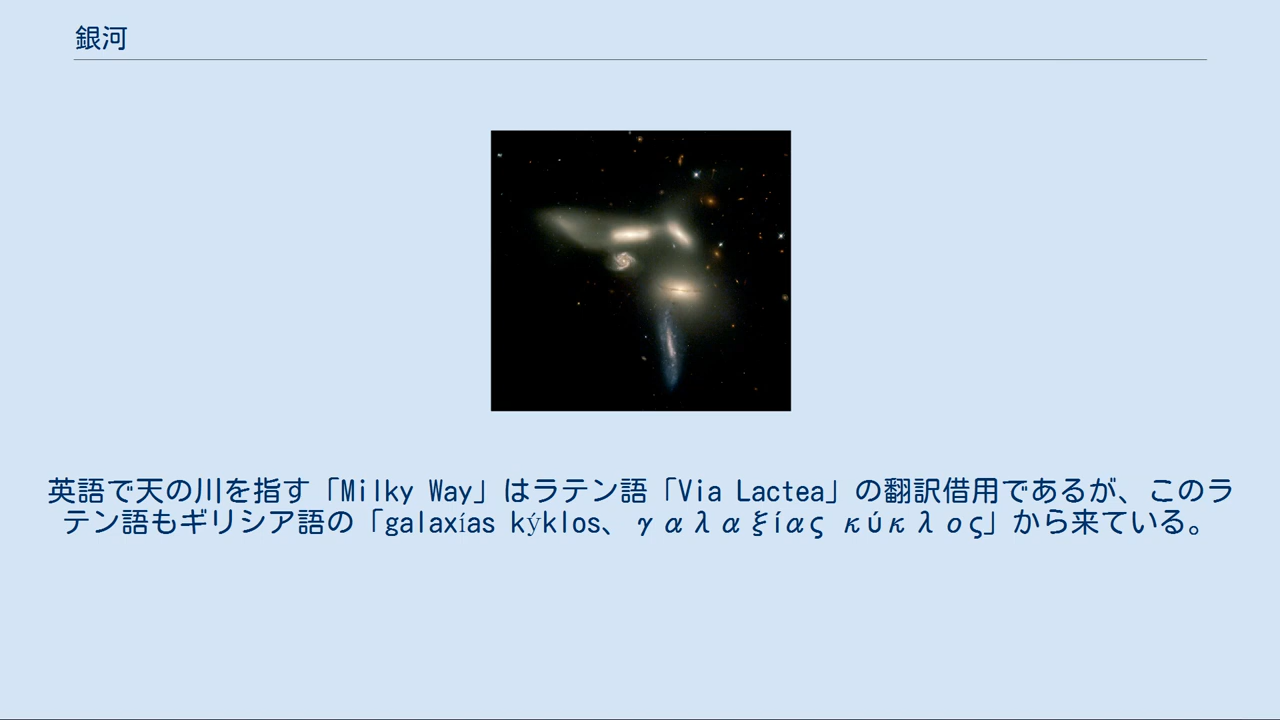 銀河
英語で天の川を指す「Milky Way」はラテン語「Via Lactea」の翻訳借用であるが、このラ
テン語もギリシア語の「galaxías kýklos、 γαλαξίας κύκλος」から来ている。